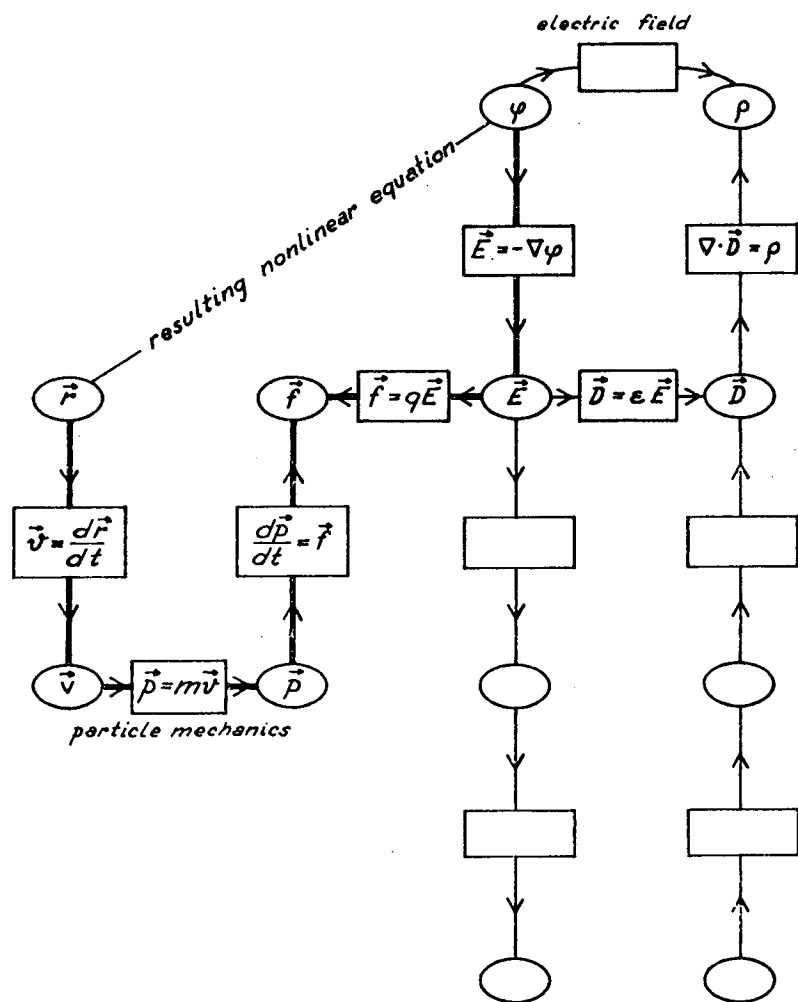 electric field
φ
ρ
resulting nonlinear equation
E⃗ = -∇φ
∇·D⃗ = ρ
r⃗
f⃗
f⃗ = qE⃗
E⃗
D⃗ = εE⃗
D⃗
v⃗ = dr⃗/dt
dp⃗/dt = f⃗
v⃗
p⃗ = mv⃗
p⃗
particle mechanics